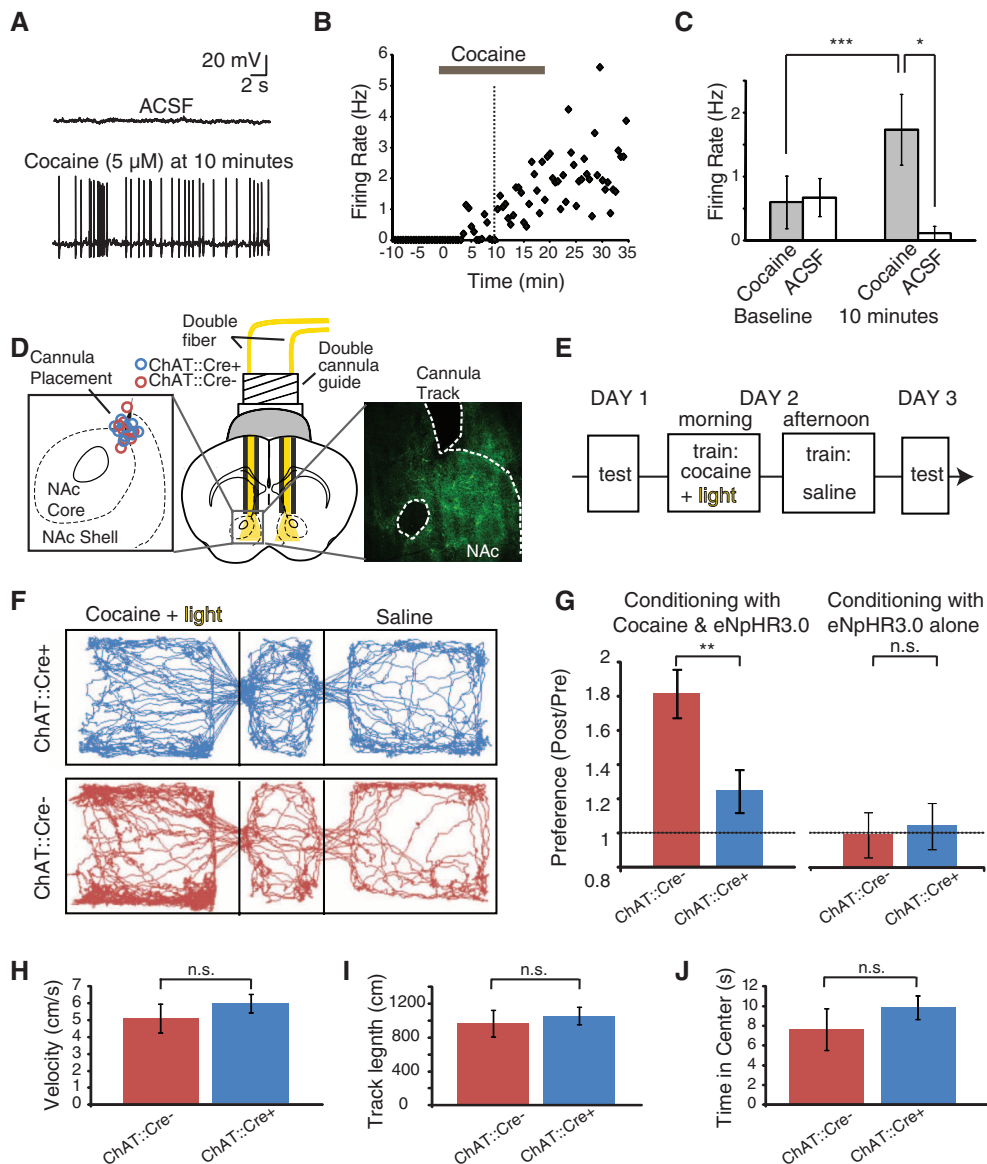 A
20 mV
2 s
ACSF
Cocaine (5 µM) at 10 minutes
B
Cocaine
Firing Rate (Hz)
6
5
4
3
2
1
0
-10 -5 0 5 10 15 20 25 30 35
Time (min)
C
*** *
Firing Rate (Hz)
2
1
0
Cocaine ACSF Cocaine ACSF
Baseline 10 minutes
D
Cannula
Placement
ChAT::Cre+
ChAT::Cre-
NAc
Core
NAc Shell
Double
fiber
Double
cannula
guide
Cannula
Track
NAc
E
DAY 1 DAY 2 DAY 3
morning afternoon
test
train:
cocaine
+ light
train:
saline
test
F
Cocaine + light Saline
ChAT::Cre+
ChAT::Cre-
G
Conditioning with
Cocaine & eNpHR3.0
Conditioning with
eNpHR3.0 alone
** n.s.
Preference (Post/Pre)
2
1.8
1.6
1.4
1.2
1
0.8
ChAT::Cre- ChAT::Cre+ ChAT::Cre- ChAT::Cre+
H
n.s.
Velocity (cm/s)
7
6
5
4
3
2
1
0
ChAT::Cre- ChAT::Cre+
I
n.s.
Track legnth (cm)
1200
800
400
0
ChAT::Cre- ChAT::Cre+
J
n.s.
Time in Center (s)
12
10
8
6
4
2
0
ChAT::Cre- ChAT::Cre+